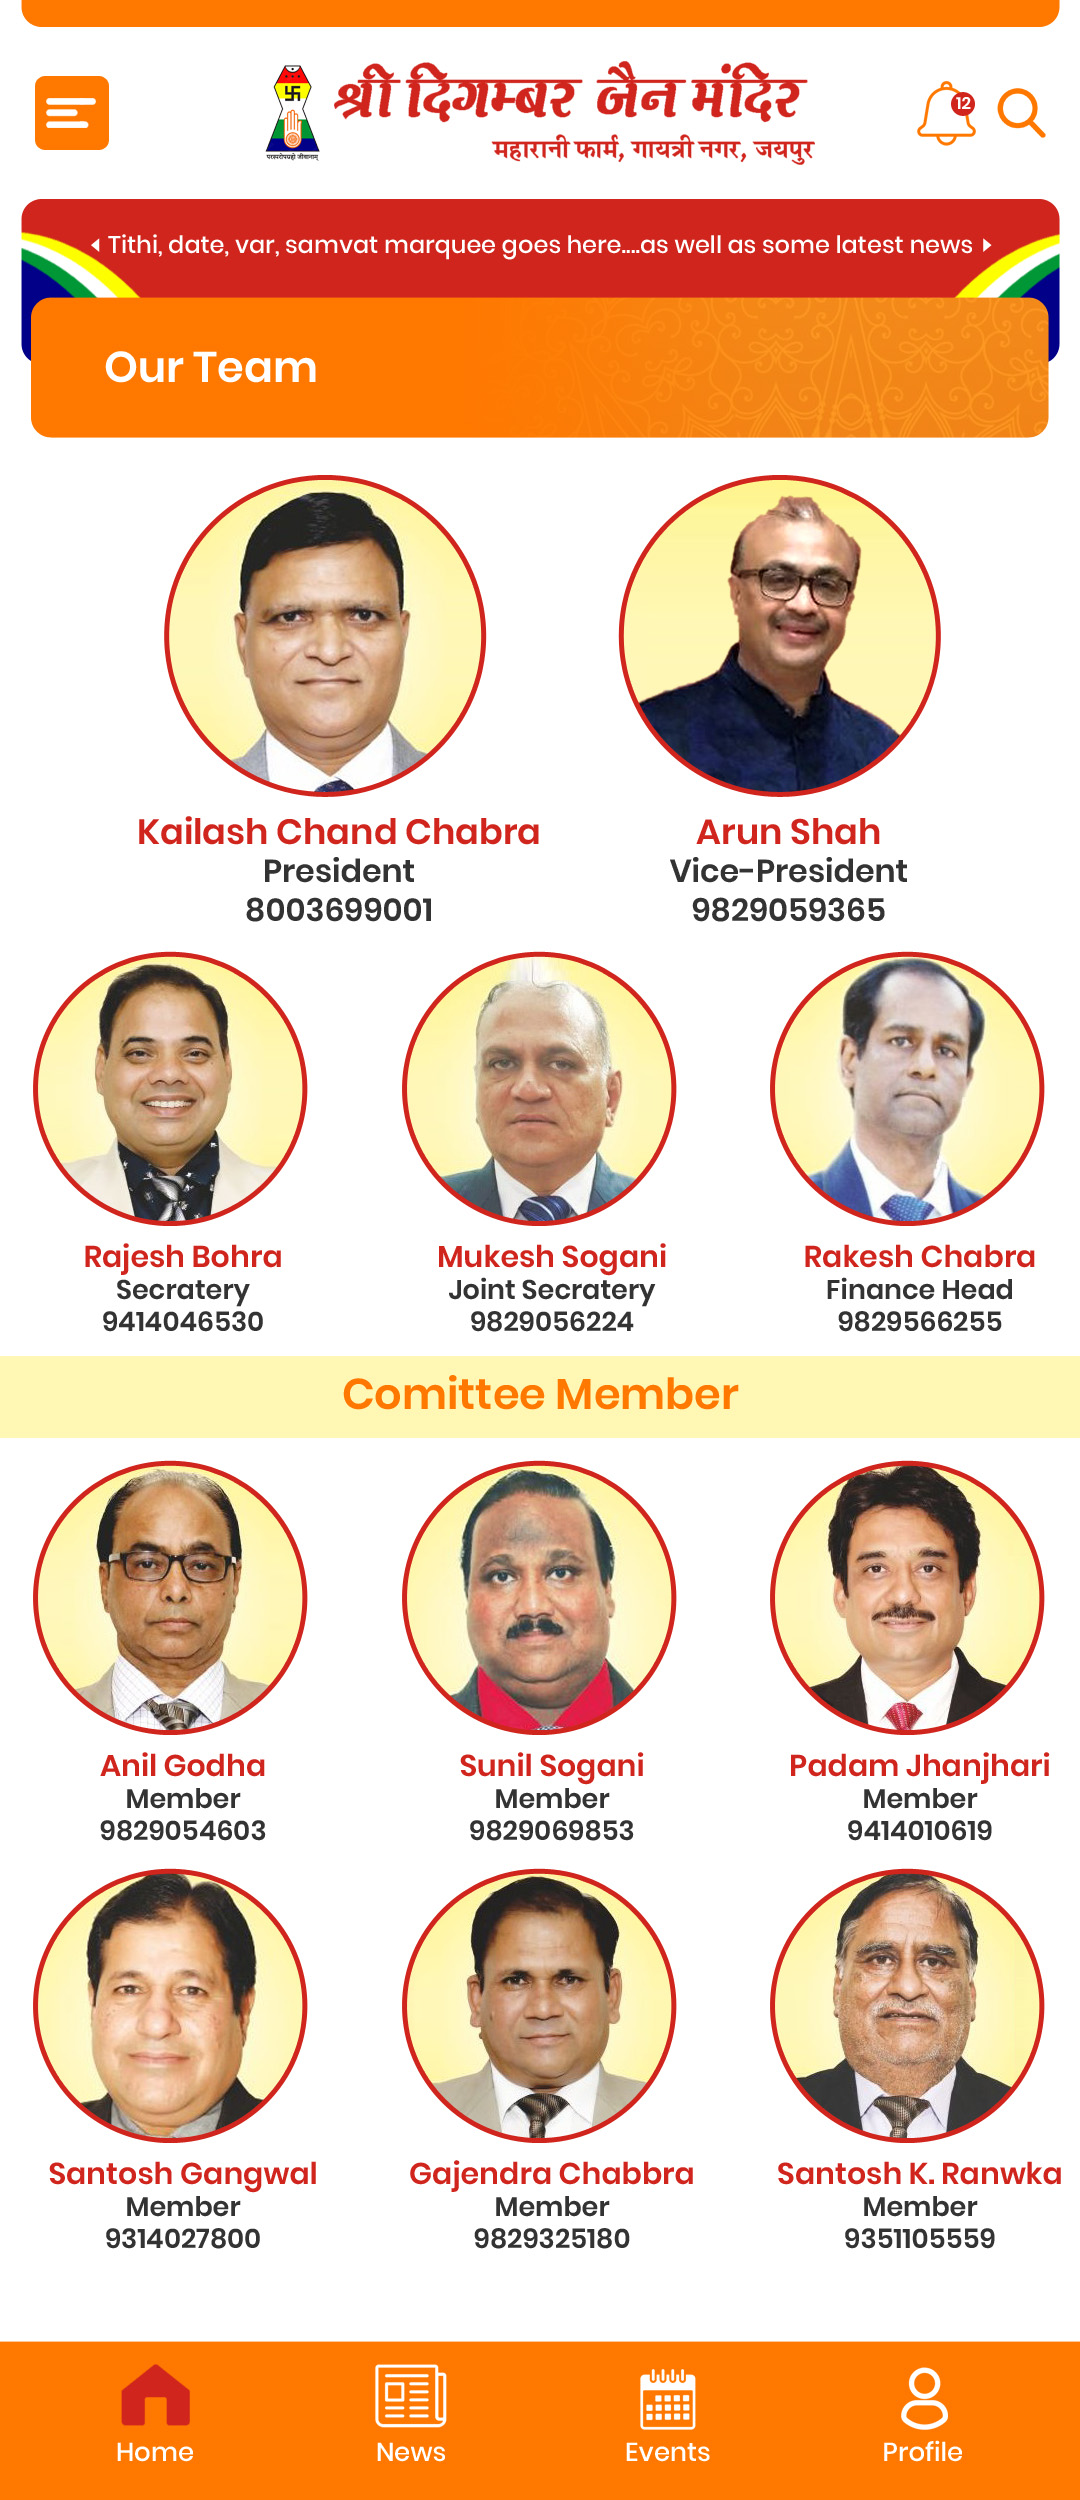 श्री दिगम्बर जैन मंदिर
महारानी फार्म, गायत्री नगर, जयपुर
परस्परोपग्रहो जीवानाम्
12
Tithi, date, var, samvat marquee goes here....as well as some latest news
Our Team
Kailash Chand Chabra
President
8003699001
Arun Shah
Vice-President
9829059365
Rajesh Bohra
Secratery
9414046530
Mukesh Sogani
Joint Secratery
9829056224
Rakesh Chabra
Finance Head
9829566255
Comittee Member
Anil Godha
Member
9829054603
Sunil Sogani
Member
9829069853
Padam Jhanjhari
Member
9414010619
Santosh Gangwal
Member
9314027800
Gajendra Chabbra
Member
9829325180
Santosh K. Ranwka
Member
9351105559
Home
News
Events
Profile